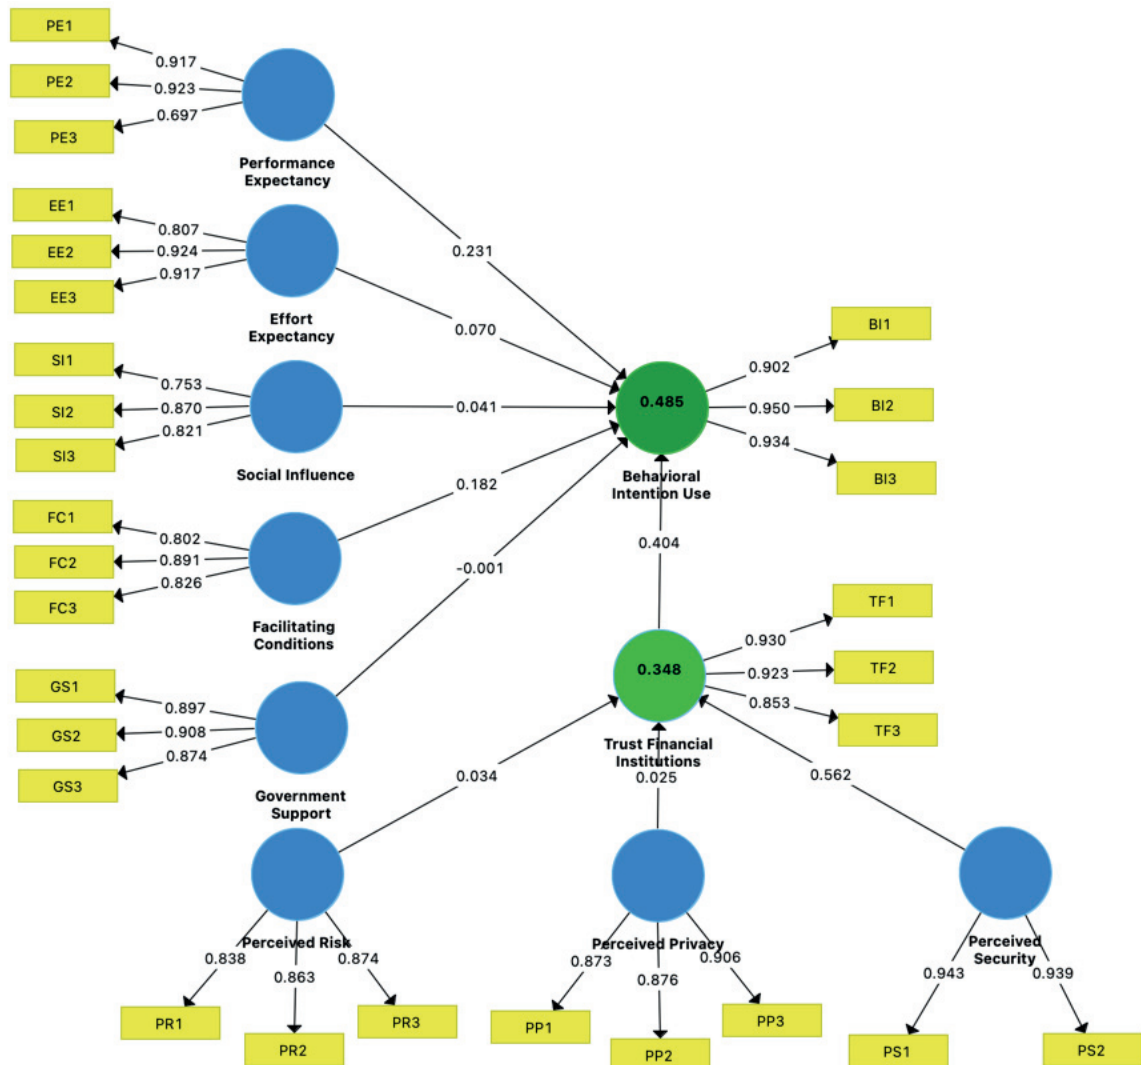 PE1
0.917
PE2
0.923
0.697
PE3
Performance
Expectancy
EE1
0.807
EE2
0.924
0.917
EE3
Effort
Expectancy
0.231
0.070
SI1
0.753
SI2
0.870
0.821
SI3
Social Influence
0.041
0.485
Behavioral
Intention Use
BI1
0.902
0.950
BI2
0.934
BI3
FC1
0.802
FC2
0.891
0.826
FC3
Facilitating
Conditions
0.182
-0.001
0.404
GS1
0.897
GS2
0.908
0.874
GS3
Government
Support
0.348
Trust Financial
Institutions
TF1
0.930
0.923
TF2
0.853
TF3
0.034
0.025
0.562
Perceived Risk
0.838
0.863
0.874
PR1
PR2
PR3
Perceived Privacy
0.873
0.876
0.906
PP1
PP2
PP3
Perceived
Security
0.943
0.939
PS1
PS2